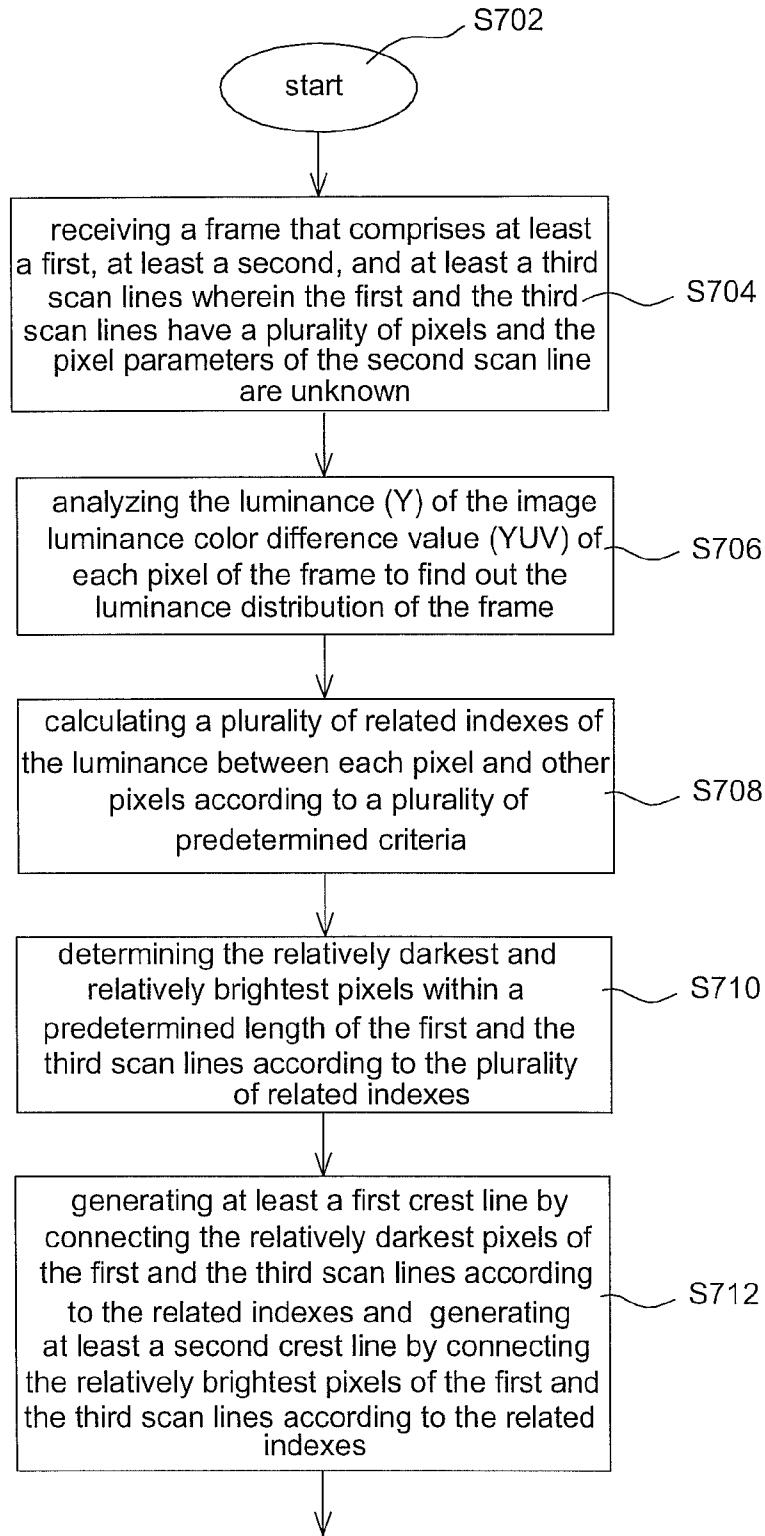 S702
start
receiving a frame that comprises at least
a first, at least a second, and at least a third
scan lines wherein the first and the third
scan lines have a plurality of pixels and the
pixel parameters of the second scan line
are unknown
S704
analyzing the luminance (Y) of the image
luminance color difference value (YUV) of
each pixel of the frame to find out the
luminance distribution of the frame
S706
calculating a plurality of related indexes of
the luminance between each pixel and other
pixels according to a plurality of
predetermined criteria
S708
determining the relatively darkest and
relatively brightest pixels within a
predetermined length of the first and the
third scan lines according to the plurality
of related indexes
S710
generating at least a first crest line by
connecting the relatively darkest pixels of
the first and the third scan lines according
to the related indexes and generating
at least a second crest line by connecting
the relatively brightest pixels of the first and
the third scan lines according to the related
indexes
S712